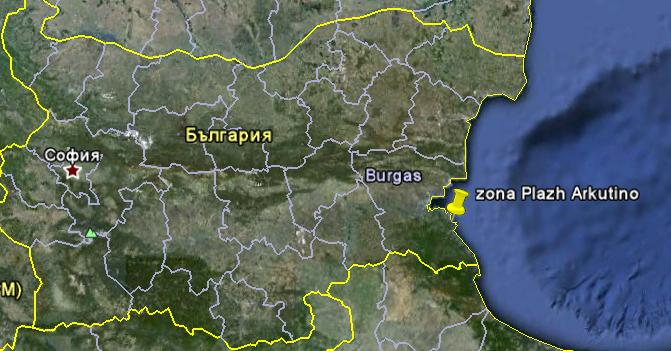 България
София
Burgas
zona Plazh Arkutino
M)